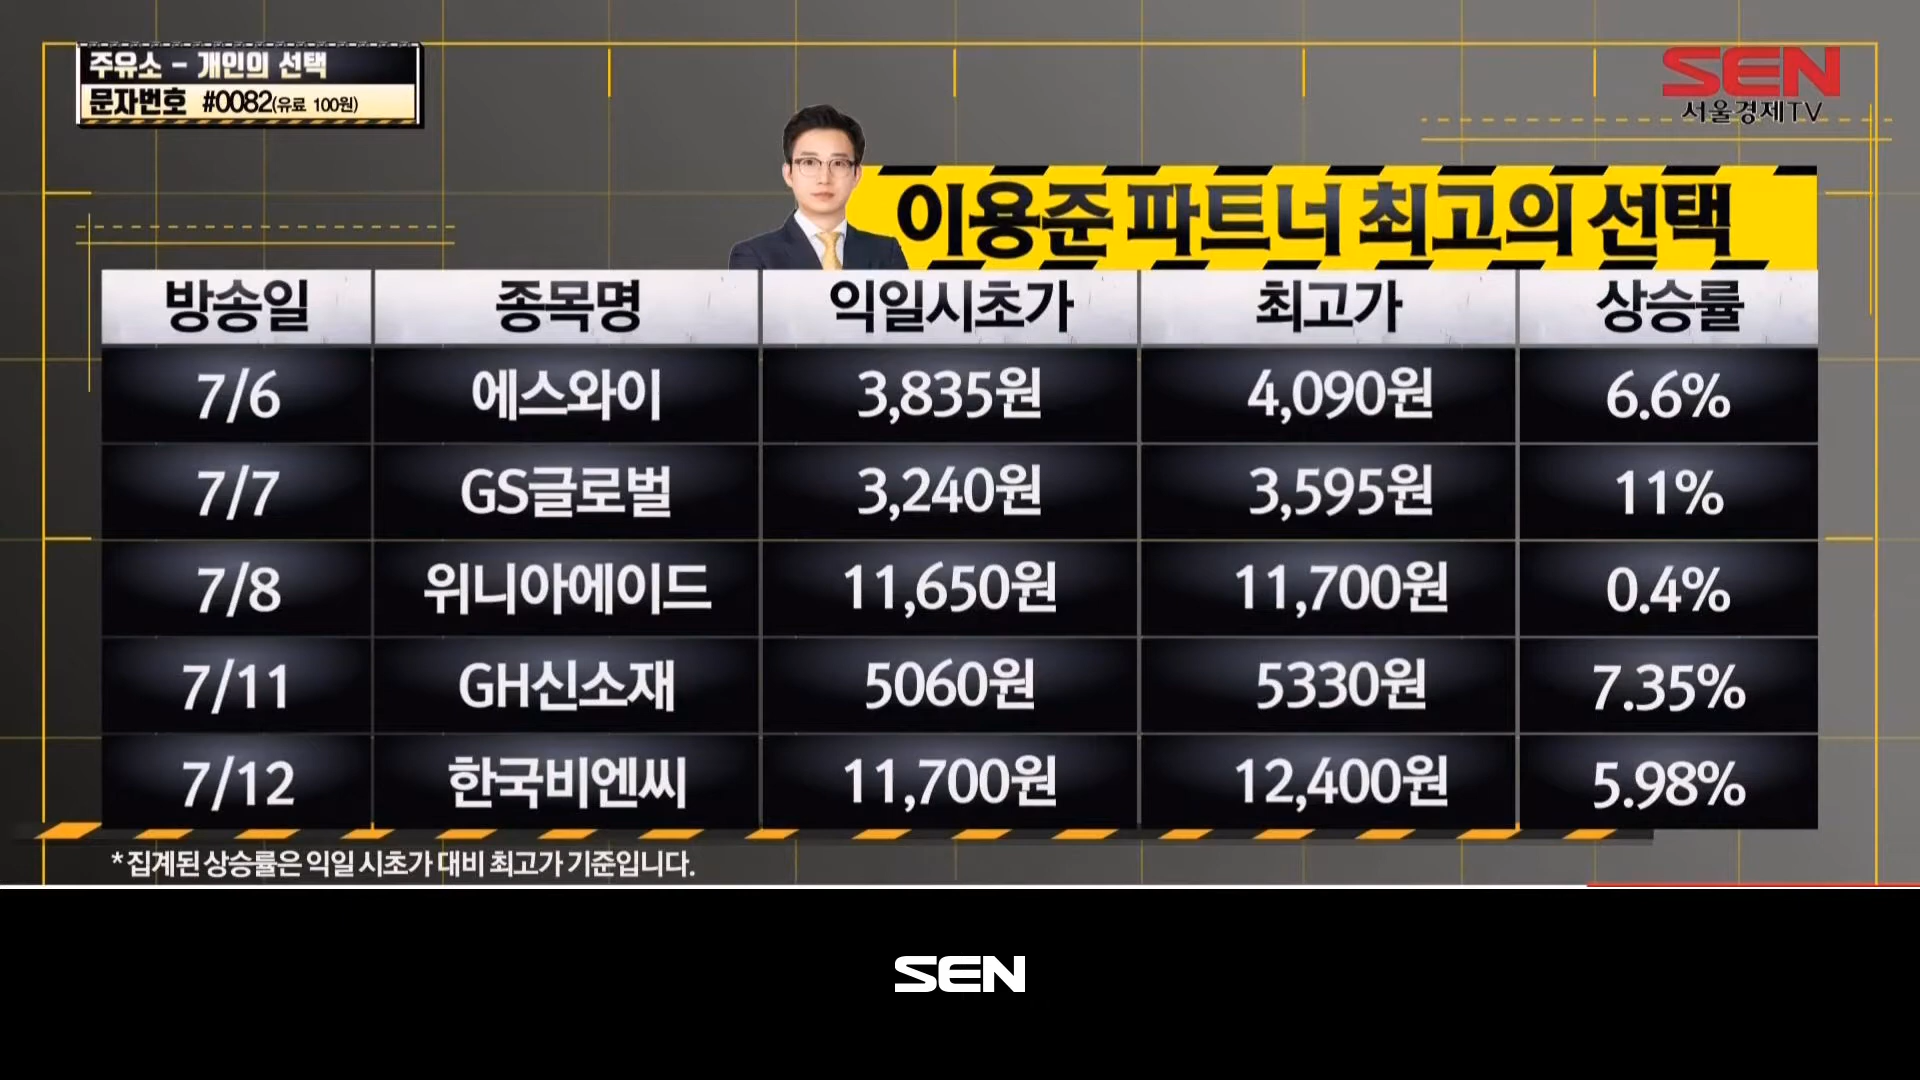 주유소 - 개인의 선택
문자번호 #0082(유료 100원)
SEN
서울경제TV
이용준 파트너 최고의 선택
방송일 종목명 익일시초가 최고가 상승률
7/6 에스와이 3,835원 4,090원 6.6%
7/7 GS글로벌 3,240원 3,595원 11%
7/8 위니아에이드 11,650원 11,700원 0.4%
7/11 GH신소재 5060원 5330원 7.35%
7/12 한국비엔씨 11,700원 12,400원 5.98%
* 집계된 상승률은 익일 시초가 대비 최고가 기준입니다.
SEN